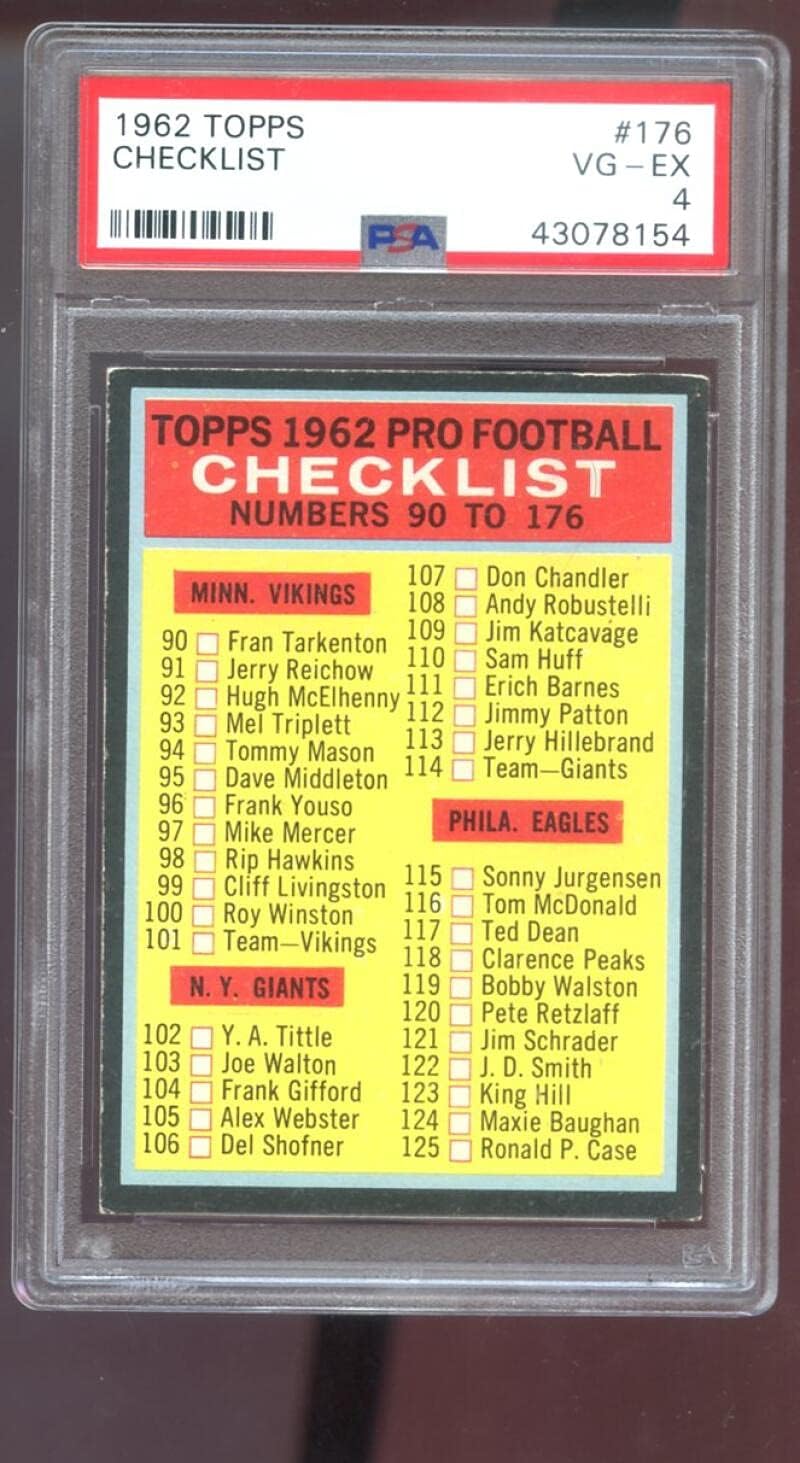 1962 TOPPS #176
CHECKLIST VG - EX
4
PSA 43078154
TOPPS 1962 PRO FOOTBALL
CHECKLIST
NUMBERS 90 TO 176
MINN. VIKINGS
90 Fran Tarkenton
91 Jerry Reichow
92 Hugh McElhenny
93 Mel Triplett
94 Tommy Mason
95 Dave Middleton
96 Frank Youso
97 Mike Mercer
98 Rip Hawkins
99 Cliff Livingston
100 Roy Winston
101 Team—Vikings
N. Y. GIANTS
102 Y. A. Tittle
103 Joe Walton
104 Frank Gifford
105 Alex Webster
106 Del Shofner
107 Don Chandler
108 Andy Robustelli
109 Jim Katcavage
110 Sam Huff
111 Erich Barnes
112 Jimmy Patton
113 Jerry Hillebrand
114 Team—Giants
PHILA. EAGLES
115 Sonny Jurgensen
116 Tom McDonald
117 Ted Dean
118 Clarence Peaks
119 Bobby Walston
120 Pete Retzlaff
121 Jim Schrader
122 J. D. Smith
123 King Hill
124 Maxie Baughan
125 Ronald P. Case